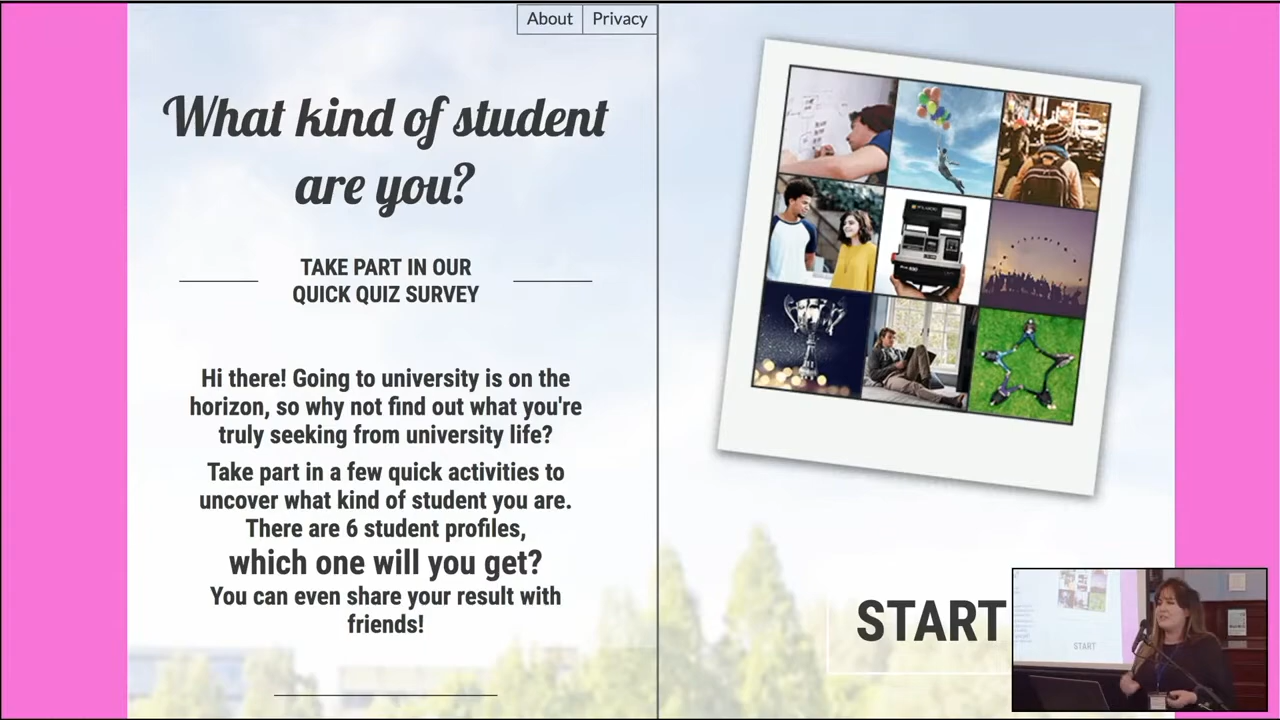 About
Privacy
What kind of student
are you?
TAKE PART IN OUR
QUICK QUIZ SURVEY
Hi there! Going to university is on the
horizon, so why not find out what you're
truly seeking from university life?
Take part in a few quick activities to
uncover what kind of student you are.
There are 6 student profiles,
which one will you get?
You can even share your result with
friends!
START
START